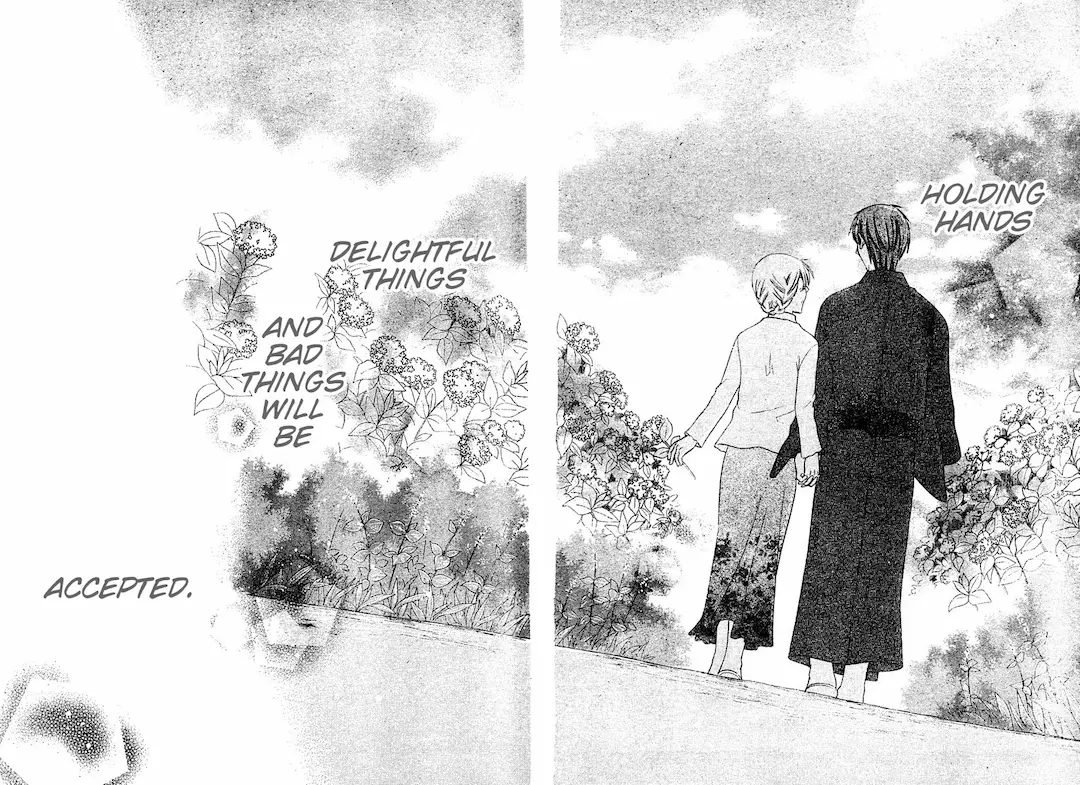 HOLDING
HANDS
DELIGHTFUL
THINGS
AND
BAD
THINGS
WILL
BE
ACCEPTED.